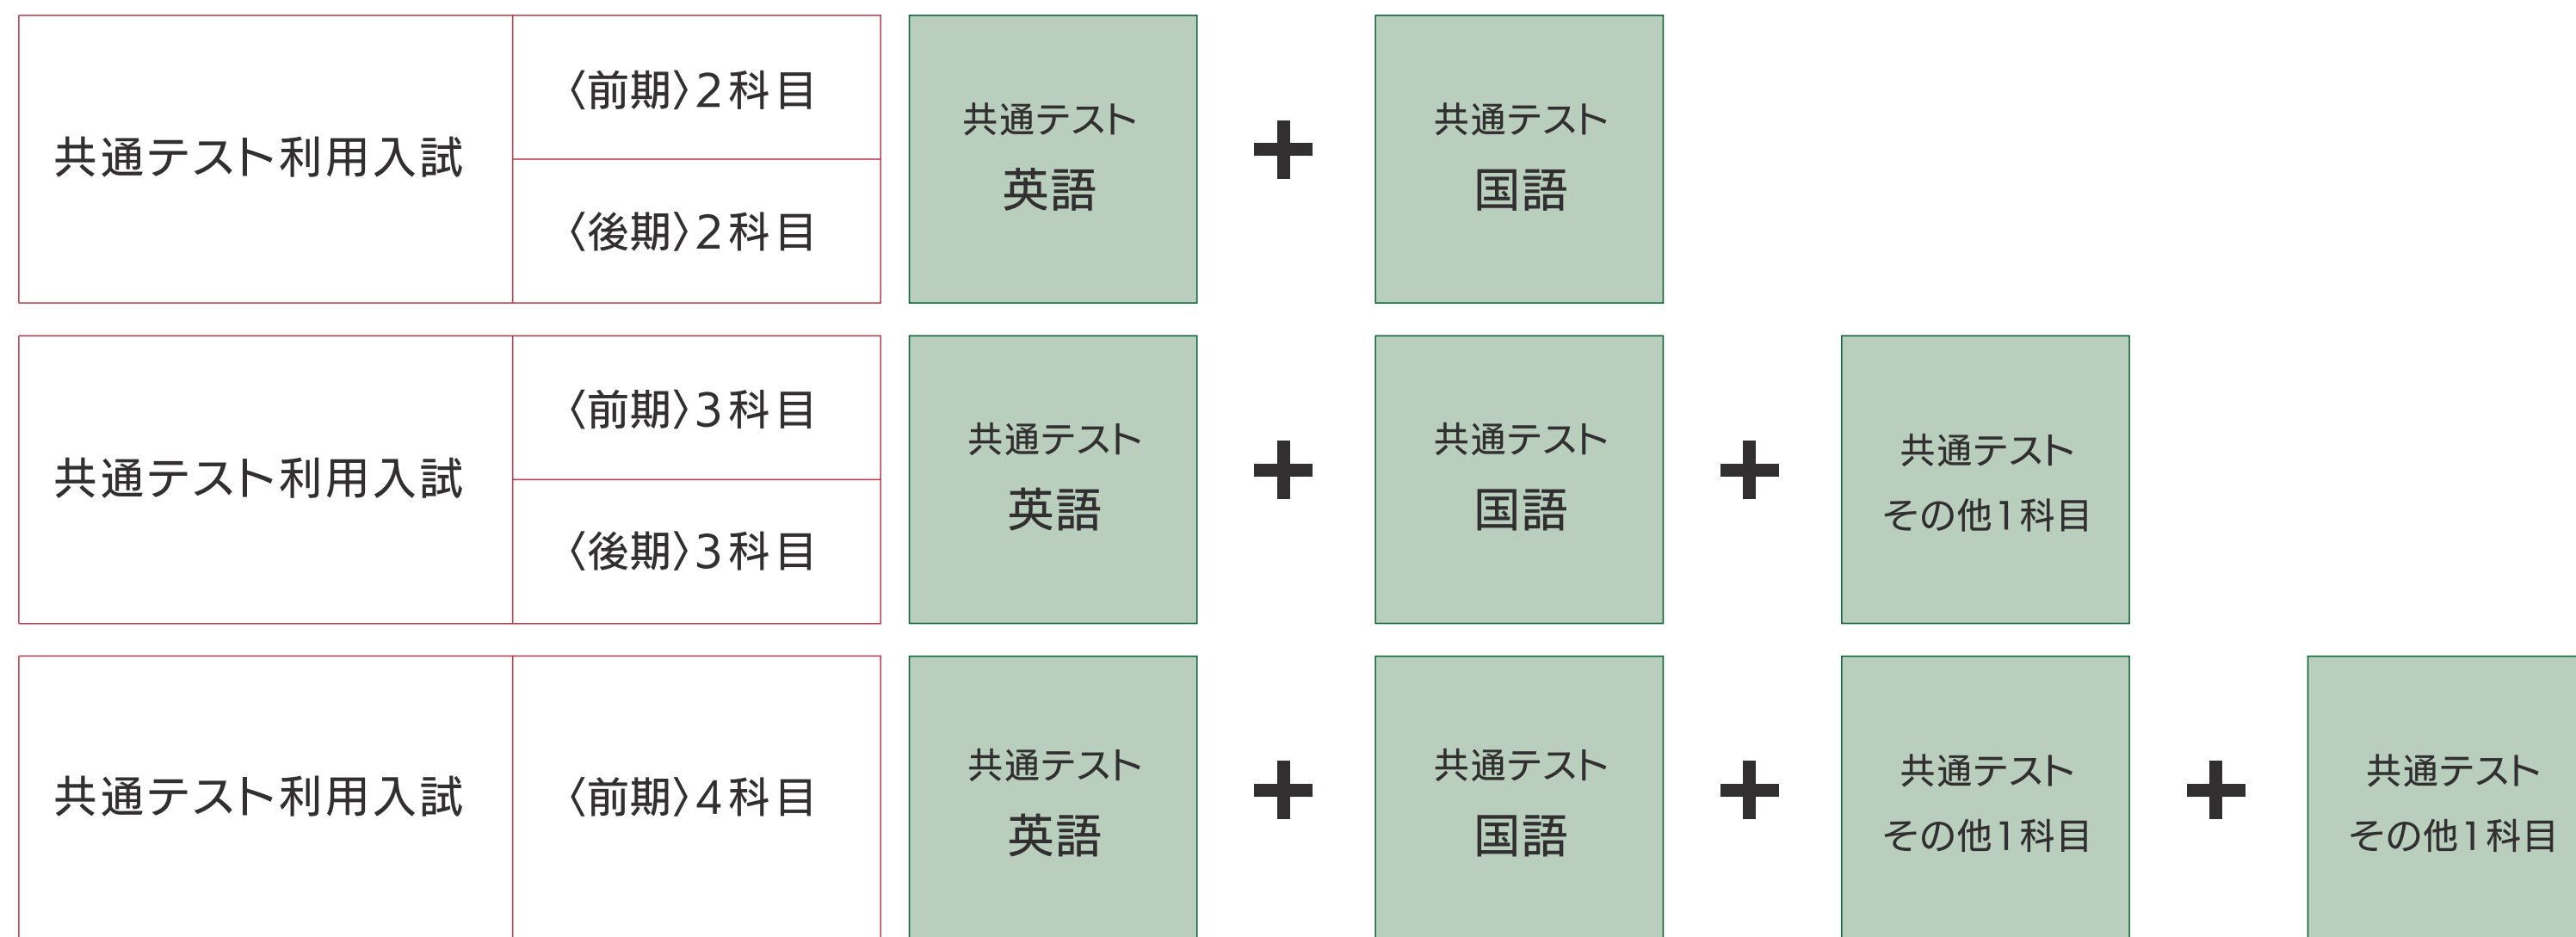 共通テスト利用入試
〈前期〉2科目
〈後期〉2科目
共通テスト
英語
+
共通テスト
国語
共通テスト利用入試
〈前期〉3科目
〈後期〉3科目
共通テスト
英語
+
共通テスト
国語
+
共通テスト
その他1科目
共通テスト利用入試
〈前期〉4科目
共通テスト
英語
+
共通テスト
国語
+
共通テスト
その他1科目
+
共通テスト
その他1科目